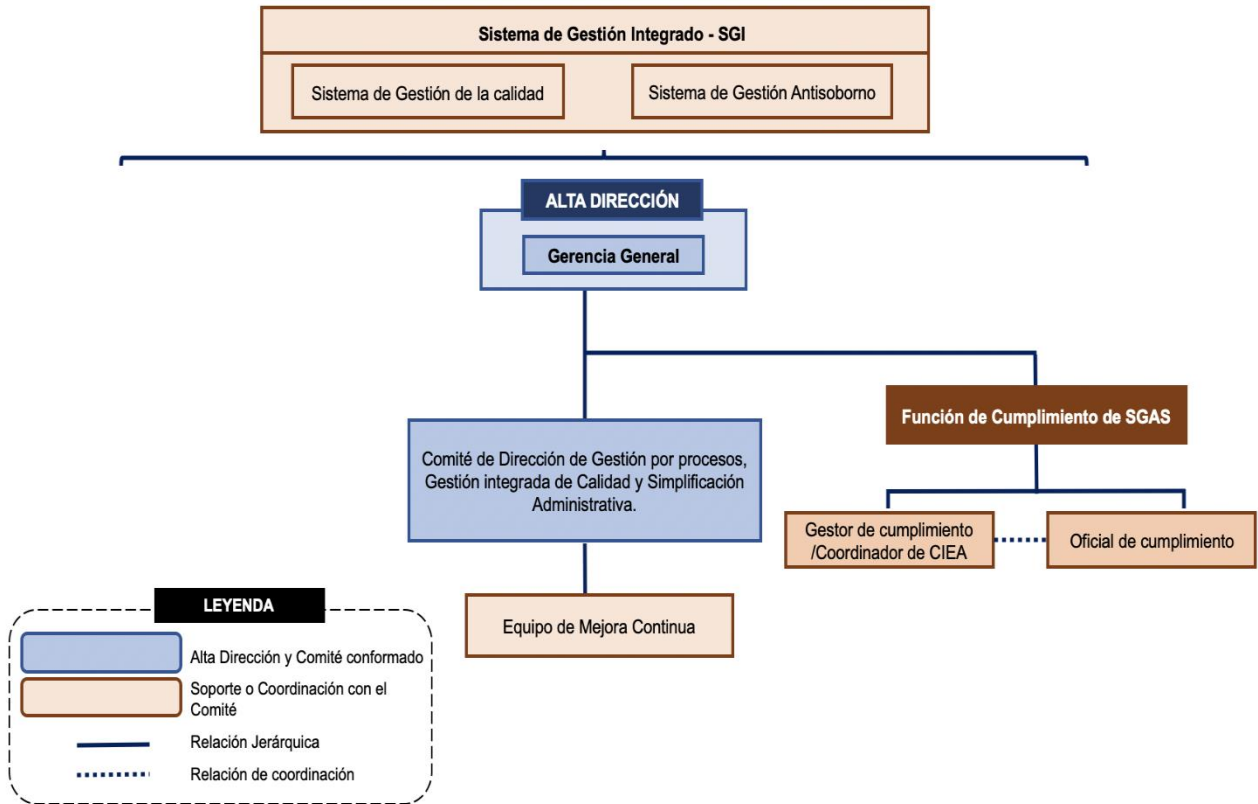 Sistema de Gestión Integrado - SGI
Sistema de Gestión de la calidad
Sistema de Gestión Antisoborno
ALTA DIRECCIÓN
Gerencia General
Función de Cumplimiento de SGAS
Comité de Dirección de Gestión por procesos,
Gestión integrada de Calidad y Simplificación
Administrativa.
Gestor de cumplimiento
/Coordinador de CIEA
Oficial de cumplimiento
Equipo de Mejora Continua
LEYENDA
Alta Dirección y Comité conformado
Soporte o Coordinación con el
Comité
Relación Jerárquica
Relación de coordinación